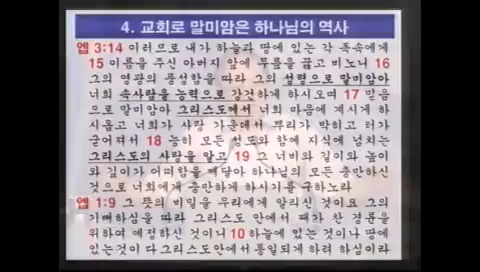 4. 교회로 말미암은 하나님의 역사
엡 3:14 이러므로 내가 하늘과 땅에 있는 각 족속에게
15 이름을 주신 아버지 앞에 무릎을 꿇고 비노니 16
그의 영광의 풍성함을 따라 그의 성령으로 말미암아
너희 속사람을 능력으로 강건하게 하시오며 17 믿음
으로 말미암아 그리스도께서 너희 마음에 계시게 하
시옵고 너희가 사랑 가운데서 뿌리가 박히고 터가
굳어져서 18 능히 모든 성도와 함께 지식에 넘치는
그리스도의 사랑을 알고 19 그 너비와 길이와 높이
와 깊이가 어떠함을 깨달아 하나님의 모든 충만하신
것으로 너희에게 충만하게 하시기를 구하노라
엡 1:9 그 뜻의 비밀을 우리에게 알리신 것이요 그의
기뻐하심을 따라 그리스도 안에서 때가 찬 경륜을
위하여 예정하신 것이니 10 하늘에 있는 것이나 땅에
있는 것이 다 그리스도안에서 통일되게 하려 하심이라